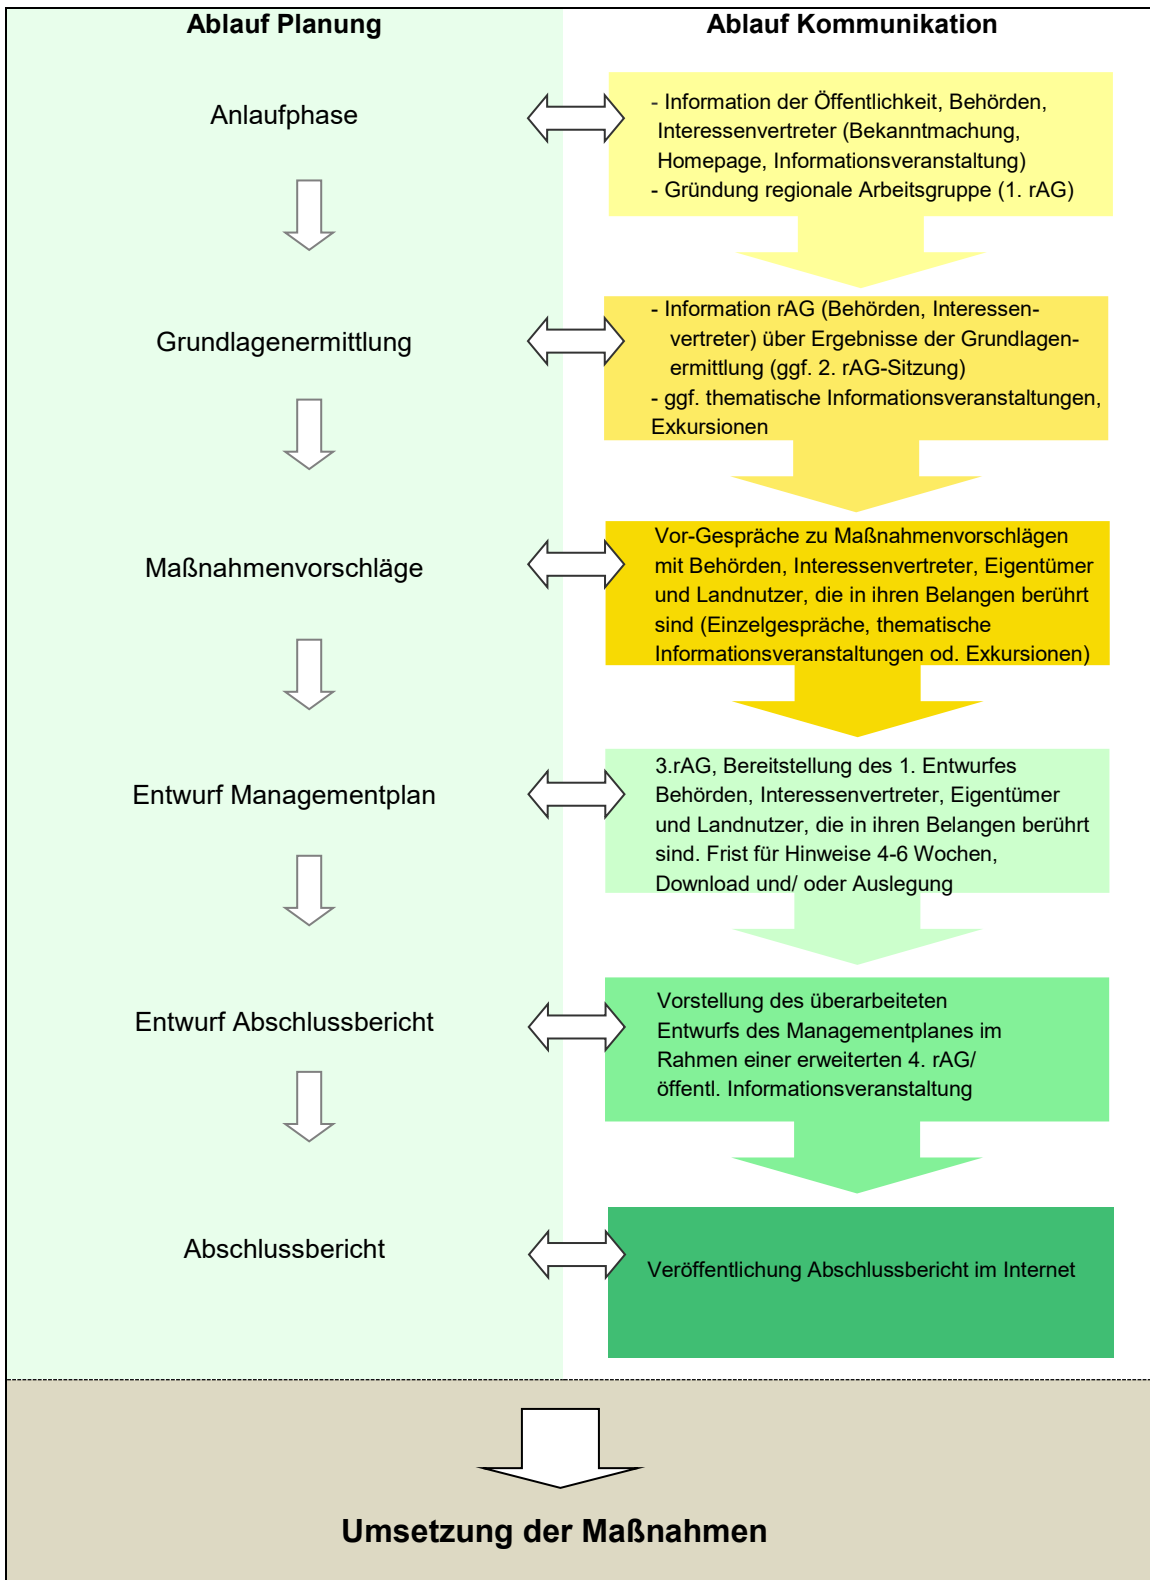 Ablauf Planung
Ablauf Kommunikation
Anlaufphase
- Information der Öffentlichkeit, Behörden,
Interessenvertreter (Bekanntmachung,
Homepage, Informationsveranstaltung)
- Gründung regionale Arbeitsgruppe (1. rAG)
Grundlagenermittlung
- Information rAG (Behörden, Interessen-
vertreter) über Ergebnisse der Grundlagen-
ermittlung (ggf. 2. rAG-Sitzung)
- ggf. thematische Informationsveranstaltungen,
Exkursionen
Maßnahmenvorschläge
Vor-Gespräche zu Maßnahmenvorschlägen
mit Behörden, Interessenvertreter, Eigentümer
und Landnutzer, die in ihren Belangen berührt
sind (Einzelgespräche, thematische
Informationsveranstaltungen od. Exkursionen)
Entwurf Managementplan
3.rAG, Bereitstellung des 1. Entwurfes
Behörden, Interessenvertreter, Eigentümer
und Landnutzer, die in ihren Belangen berührt
sind. Frist für Hinweise 4-6 Wochen,
Download und/ oder Auslegung
Entwurf Abschlussbericht
Vorstellung des überarbeiteten
Entwurfs des Managementplanes im
Rahmen einer erweiterten 4. rAG/
öffentl. Informationsveranstaltung
Abschlussbericht
Veröffentlichung Abschlussbericht im Internet
Umsetzung der Maßnahmen